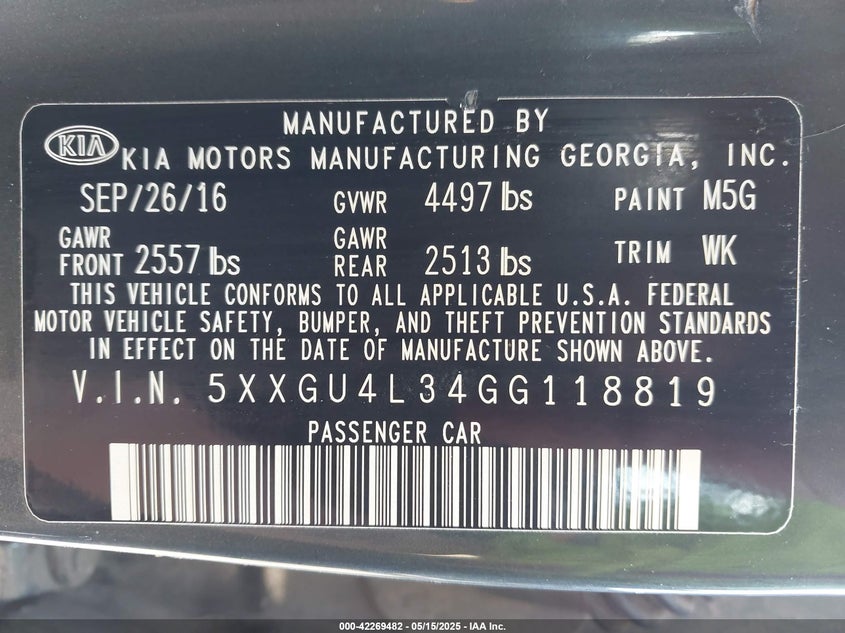 MANUFACTURED BY
KIA KIA MOTORS MANUFACTURING GEORGIA, INC.
SEP/26/16 GVWR 4497 lbs PAINT M5G
GAWR FRONT 2557 lbs GAWR REAR 2513 lbs TRIM WK
THIS VEHICLE CONFORMS TO ALL APPLICABLE U.S.A. FEDERAL
MOTOR VEHICLE SAFETY, BUMPER, AND THEFT PREVENTION STANDARDS
IN EFFECT ON THE DATE OF MANUFACTURE SHOWN ABOVE.
V.I.N. 5XXGU4L34GG118819
PASSENGER CAR
000-42269482 - 05/15/2025 - IAA Inc.